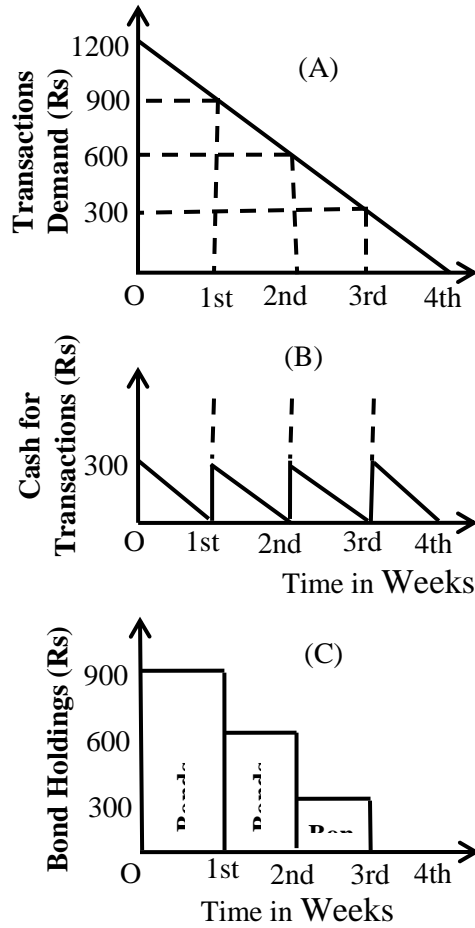 (A)
Transactions
Demand (Rs)
1200
900
600
300
O 1st 2nd 3rd 4th
(B)
Cash for
Transactions (Rs)
300
O 1st 2nd 3rd 4th
Time in Weeks
(C)
Bond Holdings (Rs)
900
600
300
1st 2nd 3rd 4th
Time in Weeks